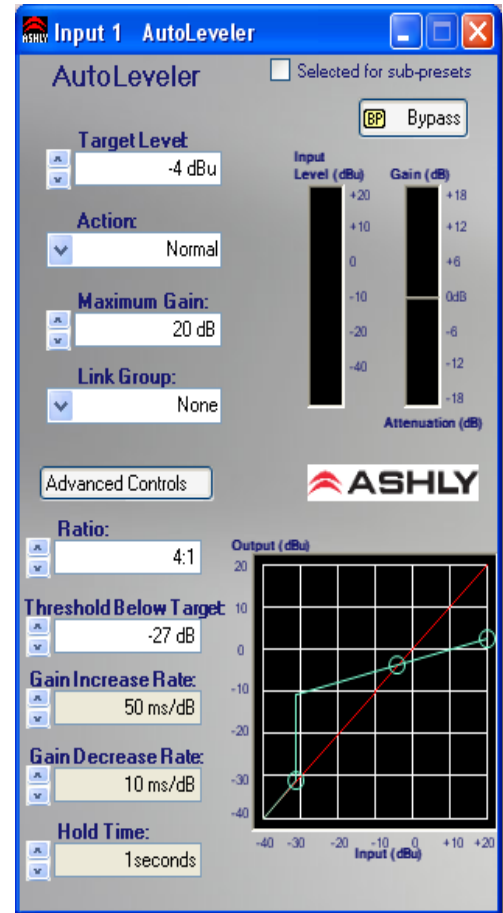 ASHLY Input 1 AutoLeveler
AutoLeveler
Selected for sub-presets
BP Bypass
Target Level:
-4 dBu
Action:
Normal
Maximum Gain:
20 dB
Link Group:
None
Input
Level (dBu) Gain (dB)
+20 +18
+10 +12
0 +6
-10 0dB
-20 -6
-40 -12
-18
Attenuation (dB)
Advanced Controls
ASHLY
Ratio:
4:1
Threshold Below Target:
-27 dB
Gain Increase Rate:
50 ms/dB
Gain Decrease Rate:
10 ms/dB
Hold Time:
1seconds
Output (dBu)
20
10
0
-10
-20
-30
-40
-40 -30 -20 -10 0 +10 +20
Input (dBu)